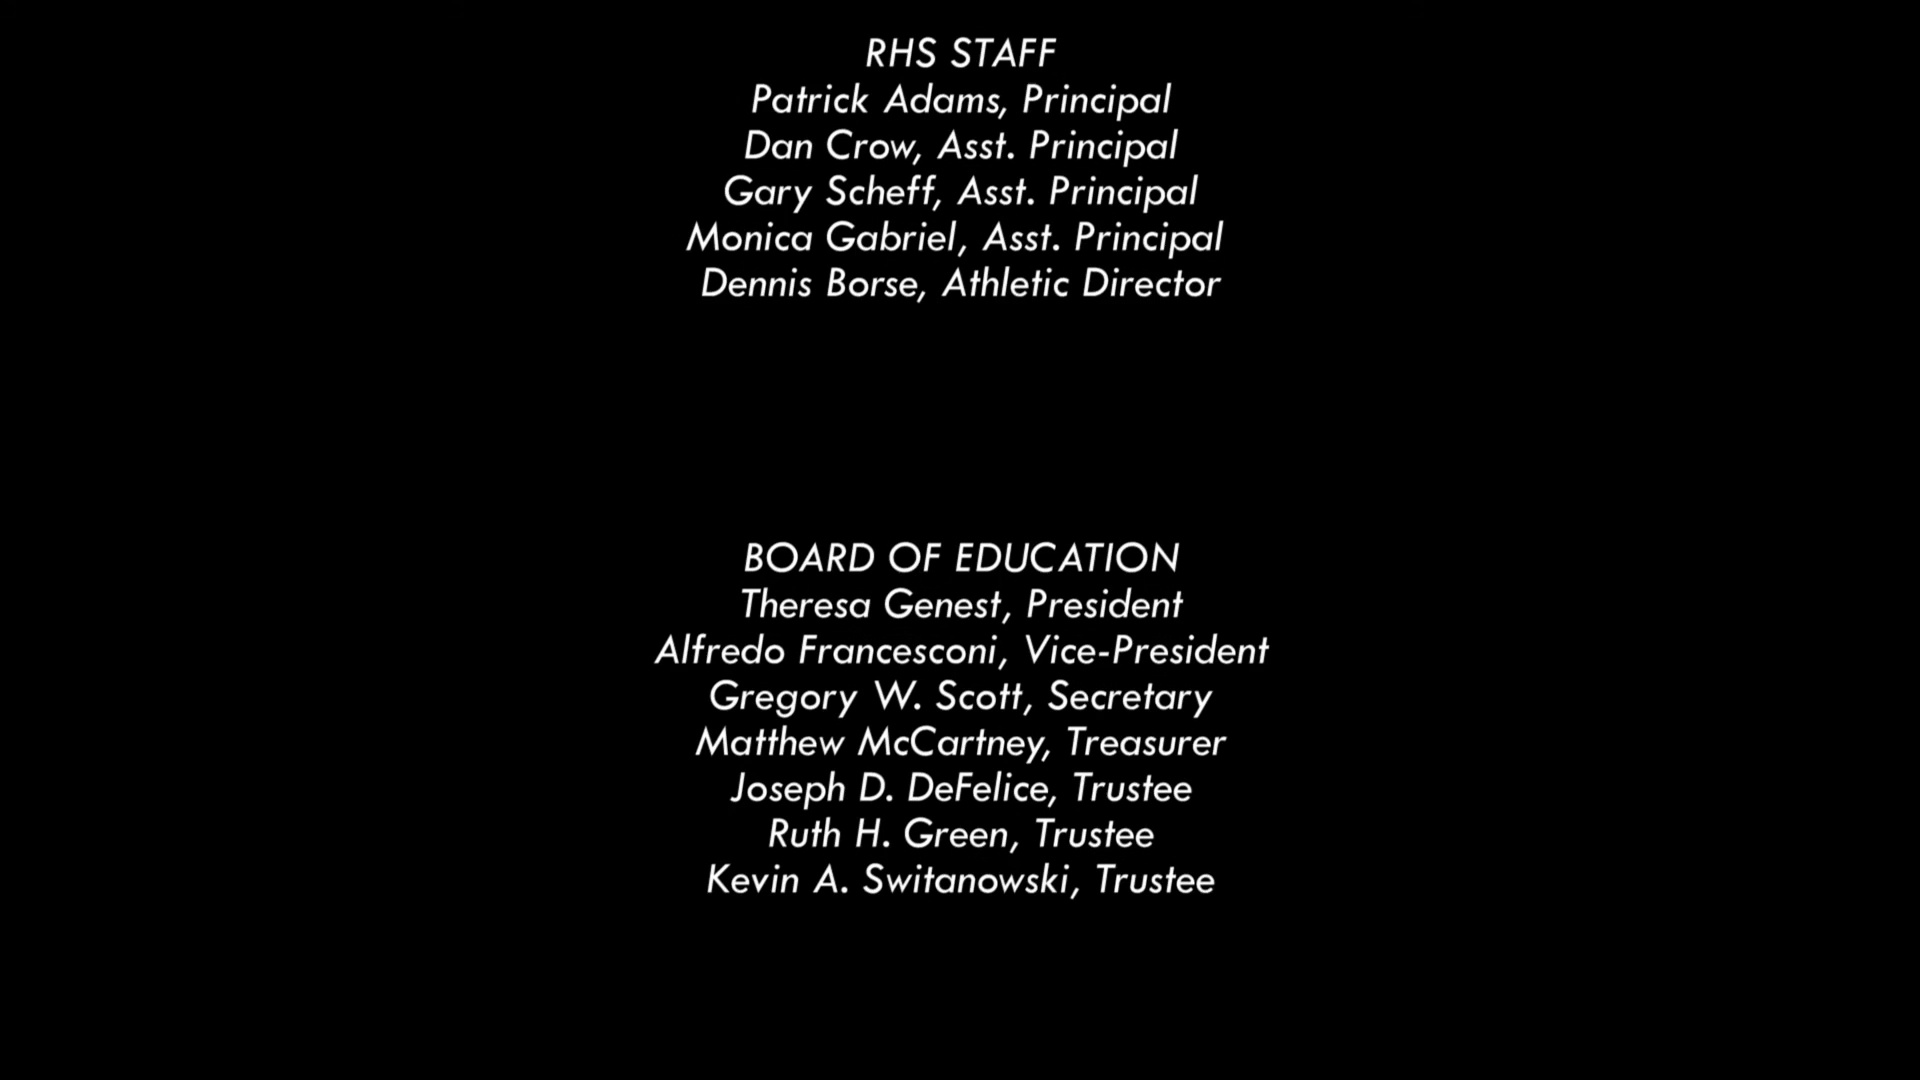 RHS STAFF
Patrick Adams, Principal
Dan Crow, Asst. Principal
Gary Scheff, Asst. Principal
Monica Gabriel, Asst. Principal
Dennis Borse, Athletic Director
BOARD OF EDUCATION
Theresa Genest, President
Alfredo Francesconi, Vice-President
Gregory W. Scott, Secretary
Matthew McCartney, Treasurer
Joseph D. DeFelice, Trustee
Ruth H. Green, Trustee
Kevin A. Switanowski, Trustee